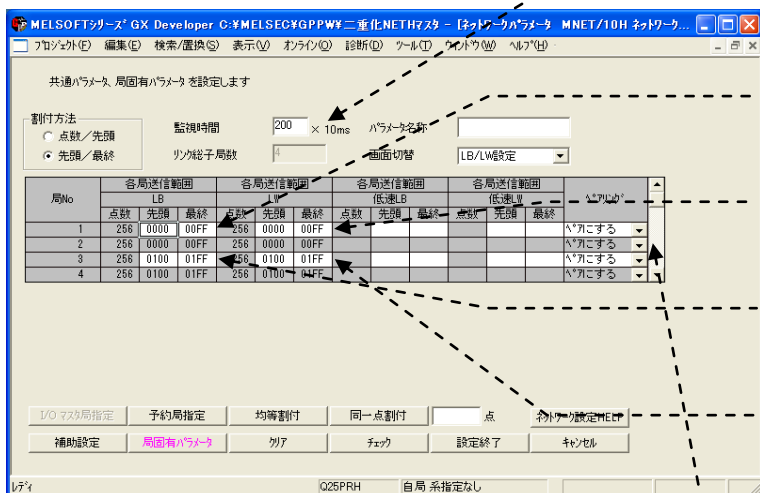 MELSOFTシリーズ GX Developer C:¥MELSEC¥GPPW¥二重化NETHマスタ - [ネットワークパラメータ MNET/10H ネットワーク...
プロジェクト(F) 編集(E) 検索/置換(S) 表示(V) オンライン(O) 診断(D) ツール(T) ウィンドウ(W) ヘルプ(H)
共通パラメータ、局固有パラメータを設定します
割付方法
点数/先頭
先頭/最終
監視時間 200 × 10ms パラメータ名称
リンク総子局数 4 画面切替 LB/LW設定
局No 各局送信範囲 各局送信範囲 各局送信範囲 各局送信範囲 ペアリング
LB LW 低速LB 低速LW
点数 先頭 最終 点数 先頭 最終 点数 先頭 最終 点数 先頭 最終
1 256 0000 00FF 256 0000 00FF ペアにする
2 256 0000 00FF 256 0000 00FF ペアにする
3 256 0100 01FF 256 0100 01FF ペアにする
4 256 0100 01FF 256 0100 01FF ペアにする
I/Oマスタ局指定 予約局指定 均等割付 同一点割付 点 ネットワーク設定HELP
補助設定 局固有パラメータ クリア チェック 設定終了 キャンセル
レディ Q25PRH 自局 系指定なし